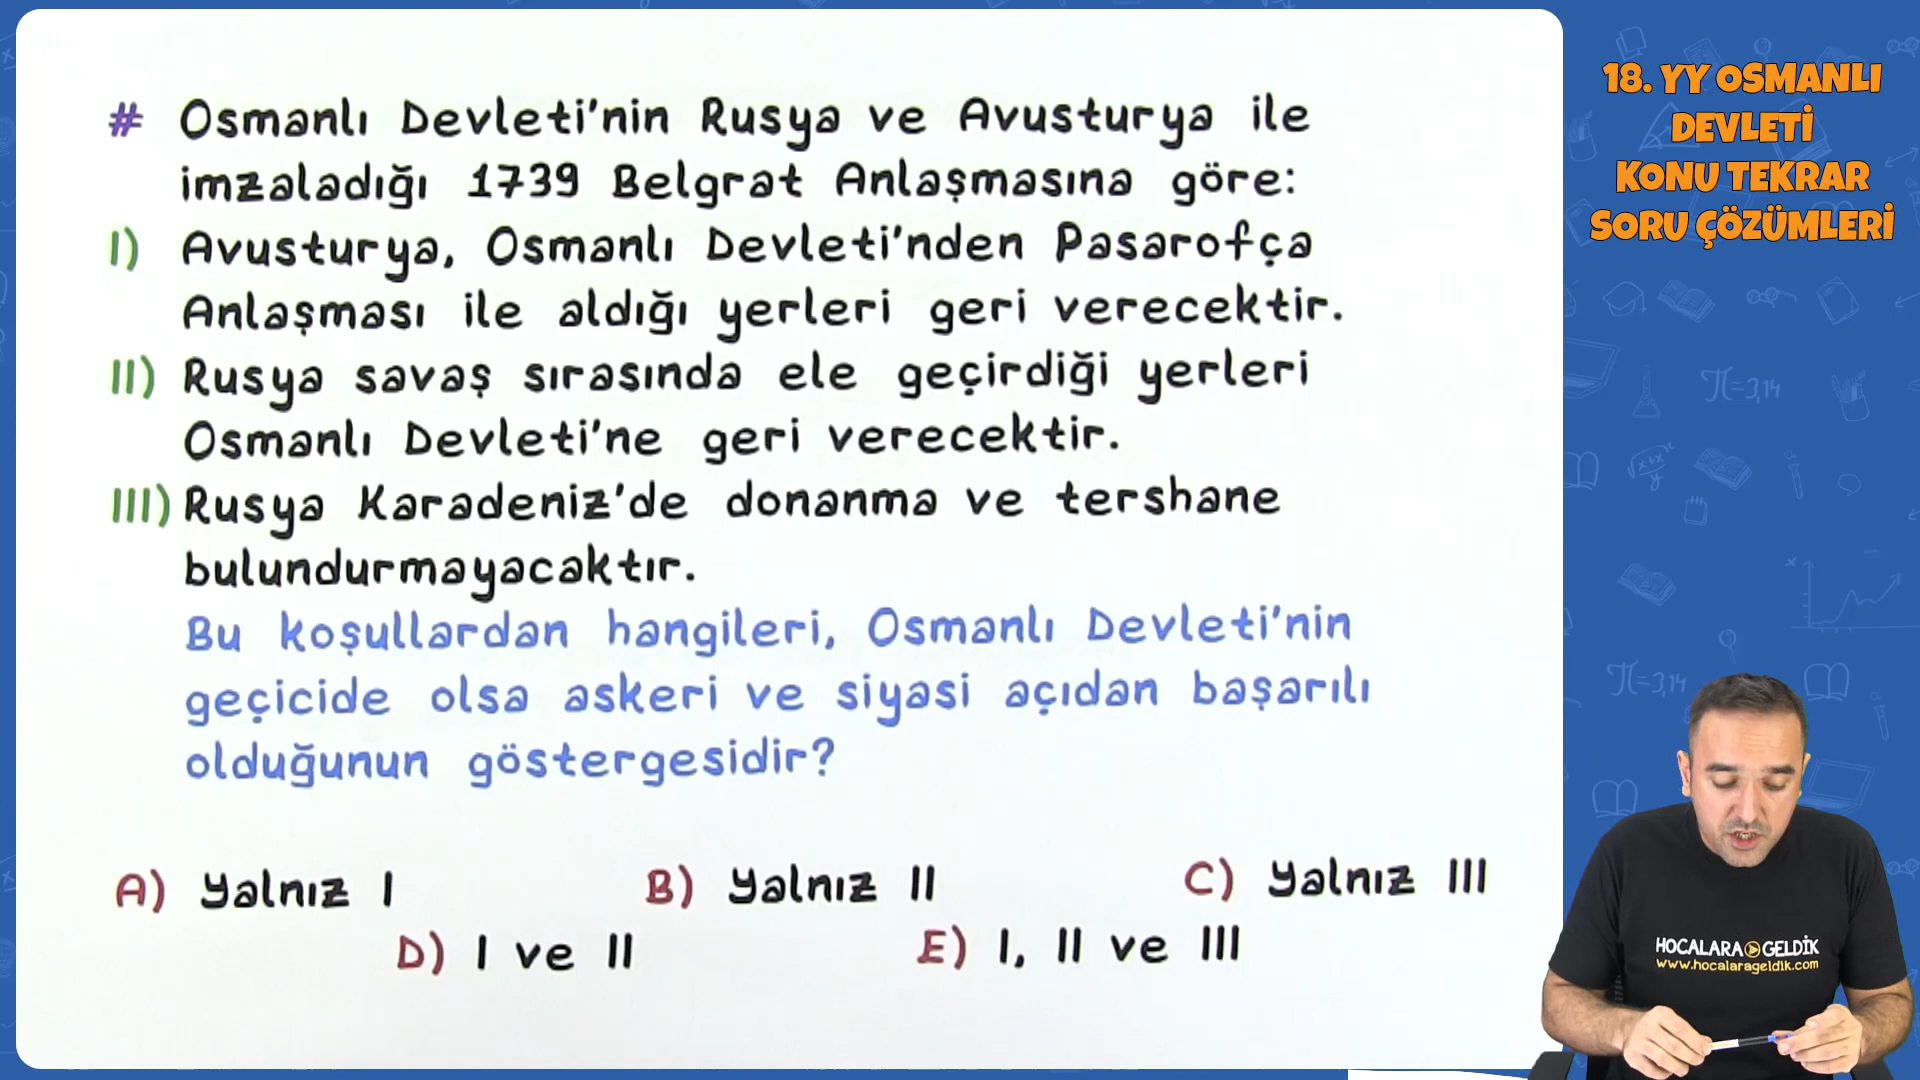 # Osmanlı Devleti'nin Rusya ve Avusturya ile
imzaladığı 1739 Belgrat Anlaşmasına göre:
I) Avusturya, Osmanlı Devleti'nden Pasarofça
Anlaşması ile aldığı yerleri geri verecektir.
II) Rusya savaş sırasında ele geçirdiği yerleri
Osmanlı Devleti'ne geri verecektir.
III) Rusya Karadeniz'de donanma ve tershane
bulundurmayacaktır.
Bu koşullardan hangileri, Osmanlı Devleti'nin
geçicide olsa askeri ve siyasi açıdan başarılı
olduğunun göstergesidir?
A) Yalnız I B) Yalnız II C) Yalnız III
D) I ve II E) I, II ve III
18. YY OSMANLI
DEVLETİ
KONU TEKRAR
SORU ÇÖZÜMLERİ
HOCALARA GELDİK
www.hocalarageldik.com
π=3,14
π=3,14